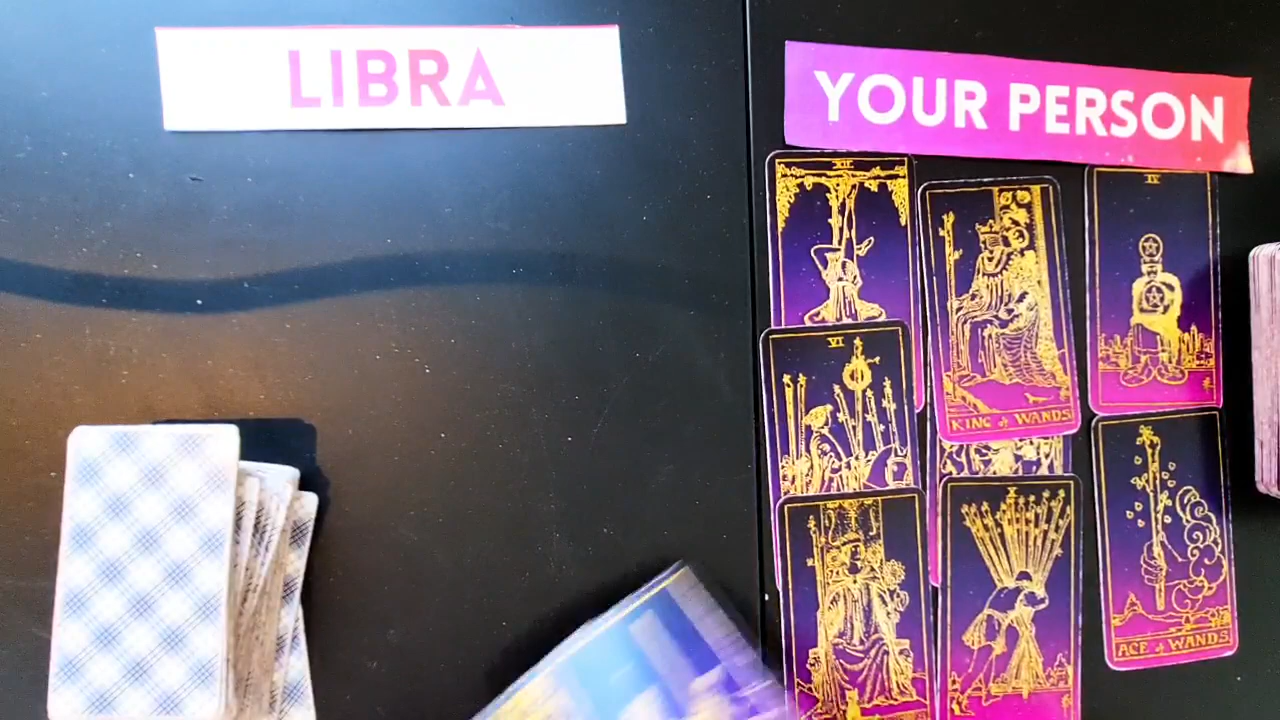 LIBRA
YOUR PERSON
XII
IV
KING of WANDS
VI
X
ACE of WANDS